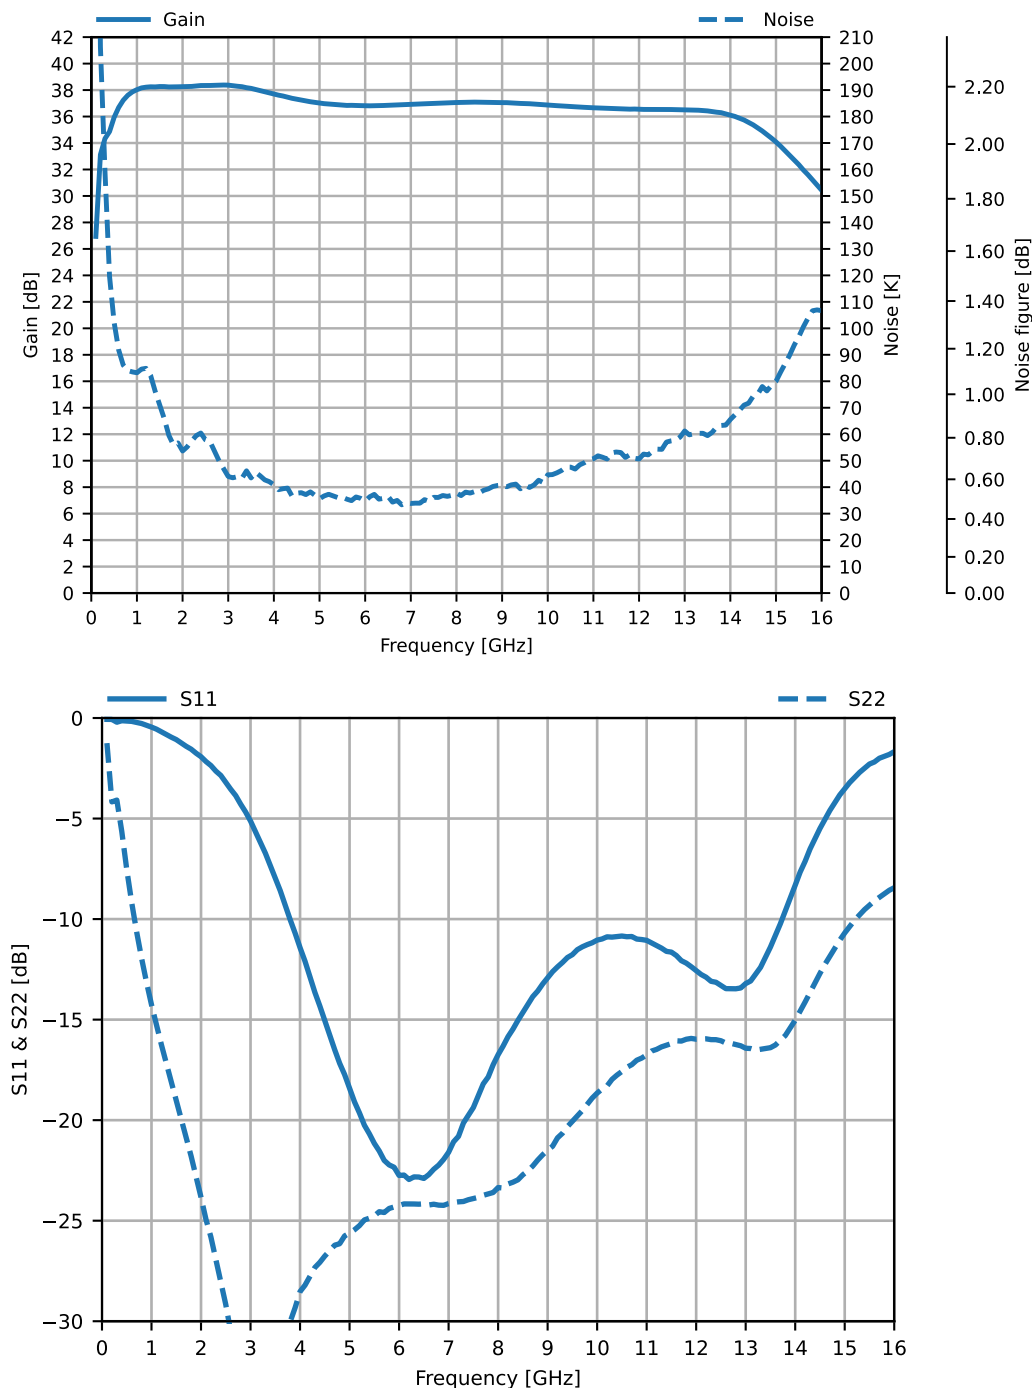 Gain Noise
42 210
40 200
38 190 2.20
36 180
34 170 2.00
32 160
30 150 1.80
28 140
26 130 1.60
24 120
22 110 1.40
20 100
18 90 1.20
16 80 1.00
14 70
12 60 0.80
10 50
8 40 0.60
6 30 0.40
4 20
2 10 0.20
0 0 0.00
Gain [dB]
Noise [K]
Noise figure [dB]
0 1 2 3 4 5 6 7 8 9 10 11 12 13 14 15 16
Frequency [GHz]
S11 S22
0
−5
−10
−15
−20
−25
−30
S11 & S22 [dB]
0 1 2 3 4 5 6 7 8 9 10 11 12 13 14 15 16
Frequency [GHz]